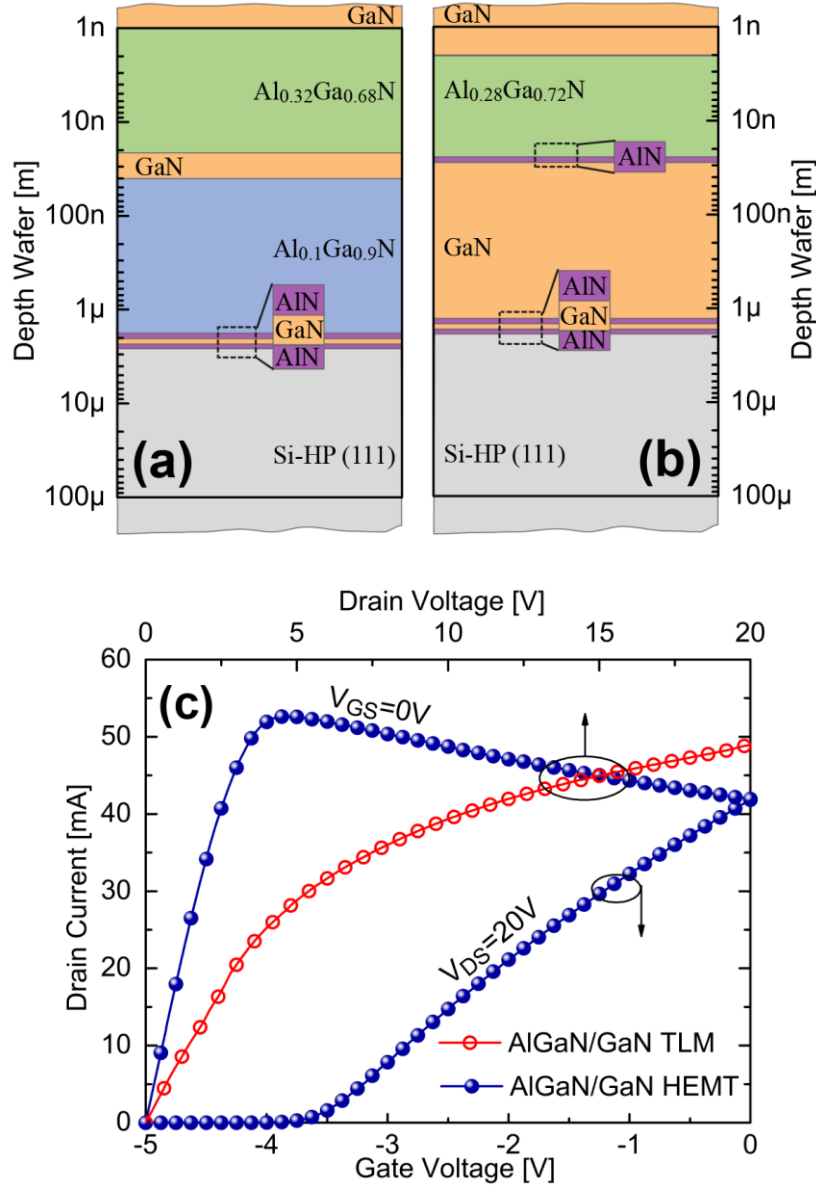 GaN
1n
Al0.32Ga0.68N
10n
GaN
100n
Al0.1Ga0.9N
1μ
AlN
GaN
AlN
10μ
Si-HP (111)
100μ
Depth Wafer [m]
(a)
GaN
1n
Al0.28Ga0.72N
10n
AlN
100n
GaN
1μ
AlN
GaN
AlN
10μ
Si-HP (111)
100μ
Depth Wafer [m]
(b)
Drain Voltage [V]
0 5 10 15 20
(c)
60
50
40
30
20
10
0
Drain Current [mA]
VGS=0V
VDS=20V
AlGaN/GaN TLM
AlGaN/GaN HEMT
-5 -4 -3 -2 -1 0
Gate Voltage [V]